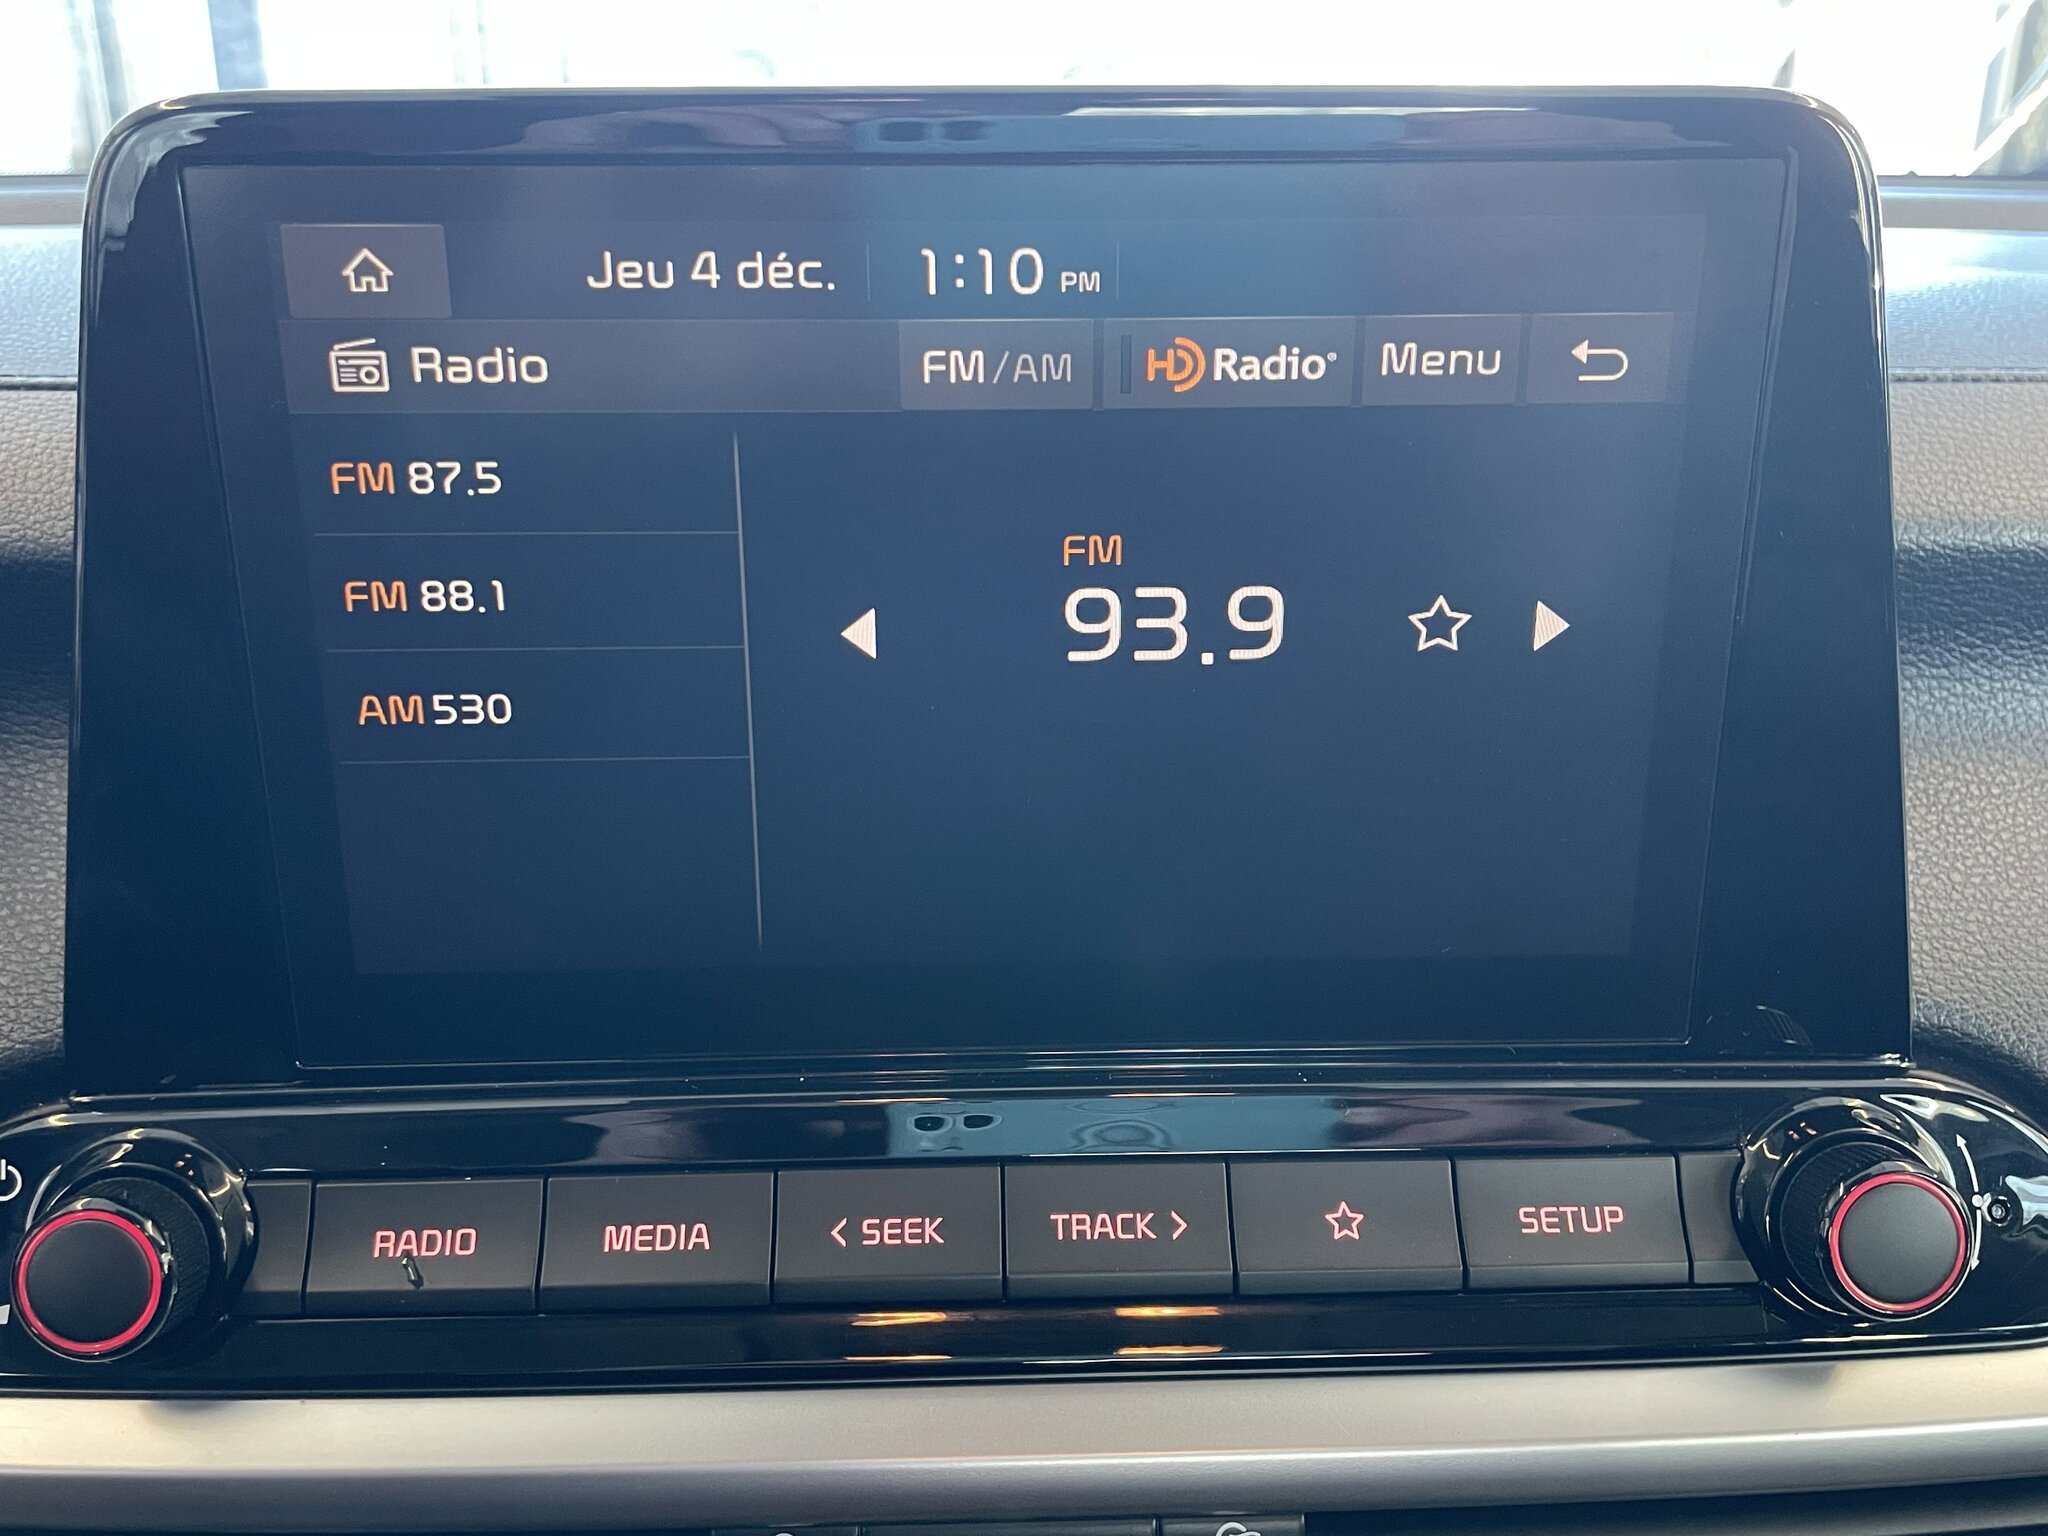 Jeu 4 déc. 1:10 PM
Radio FM/AM HD Radio® Menu
FM 87.5
FM 88.1
AM 530
FM
93.9
RADIO MEDIA < SEEK TRACK > SETUP